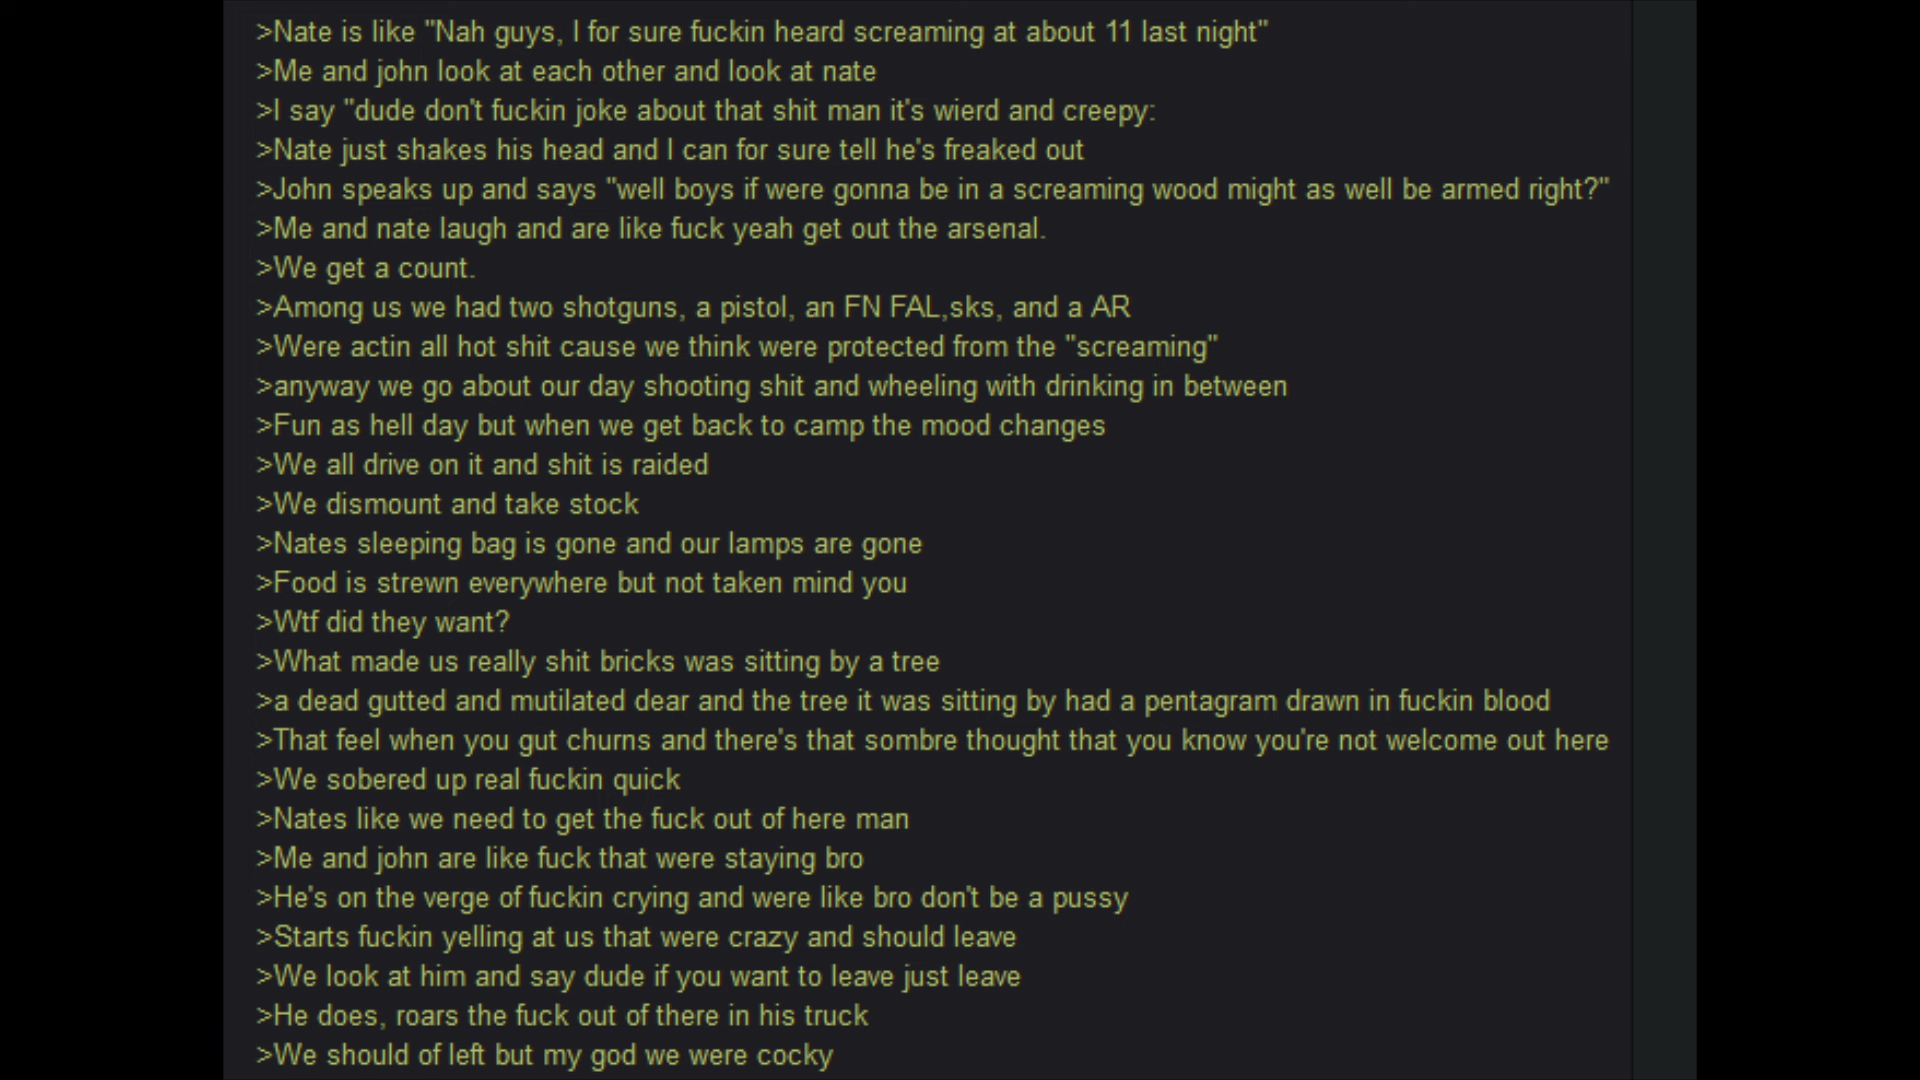 >Nate is like "Nah guys, I for sure fuckin heard screaming at about 11 last night"
>Me and john look at each other and look at nate
>I say "dude don't fuckin joke about that shit man it's wierd and creepy:
>Nate just shakes his head and I can for sure tell he's freaked out
>John speaks up and says "well boys if were gonna be in a screaming wood might as well be armed right?"
>Me and nate laugh and are like fuck yeah get out the arsenal.
>We get a count.
>Among us we had two shotguns, a pistol, an FN FAL,sks, and a AR
>Were actin all hot shit cause we think were protected from the "screaming"
>anyway we go about our day shooting shit and wheeling with drinking in between
>Fun as hell day but when we get back to camp the mood changes
>We all drive on it and shit is raided
>We dismount and take stock
>Nates sleeping bag is gone and our lamps are gone
>Food is strewn everywhere but not taken mind you
>Wtf did they want?
>What made us really shit bricks was sitting by a tree
>a dead gutted and mutilated dear and the tree it was sitting by had a pentagram drawn in fuckin blood
>That feel when you gut churns and there's that sombre thought that you know you're not welcome out here
>We sobered up real fuckin quick
>Nates like we need to get the fuck out of here man
>Me and john are like fuck that were staying bro
>He's on the verge of fuckin crying and were like bro don't be a pussy
>Starts fuckin yelling at us that were crazy and should leave
>We look at him and say dude if you want to leave just leave
>He does, roars the fuck out of there in his truck
>We should of left but my god we were cocky